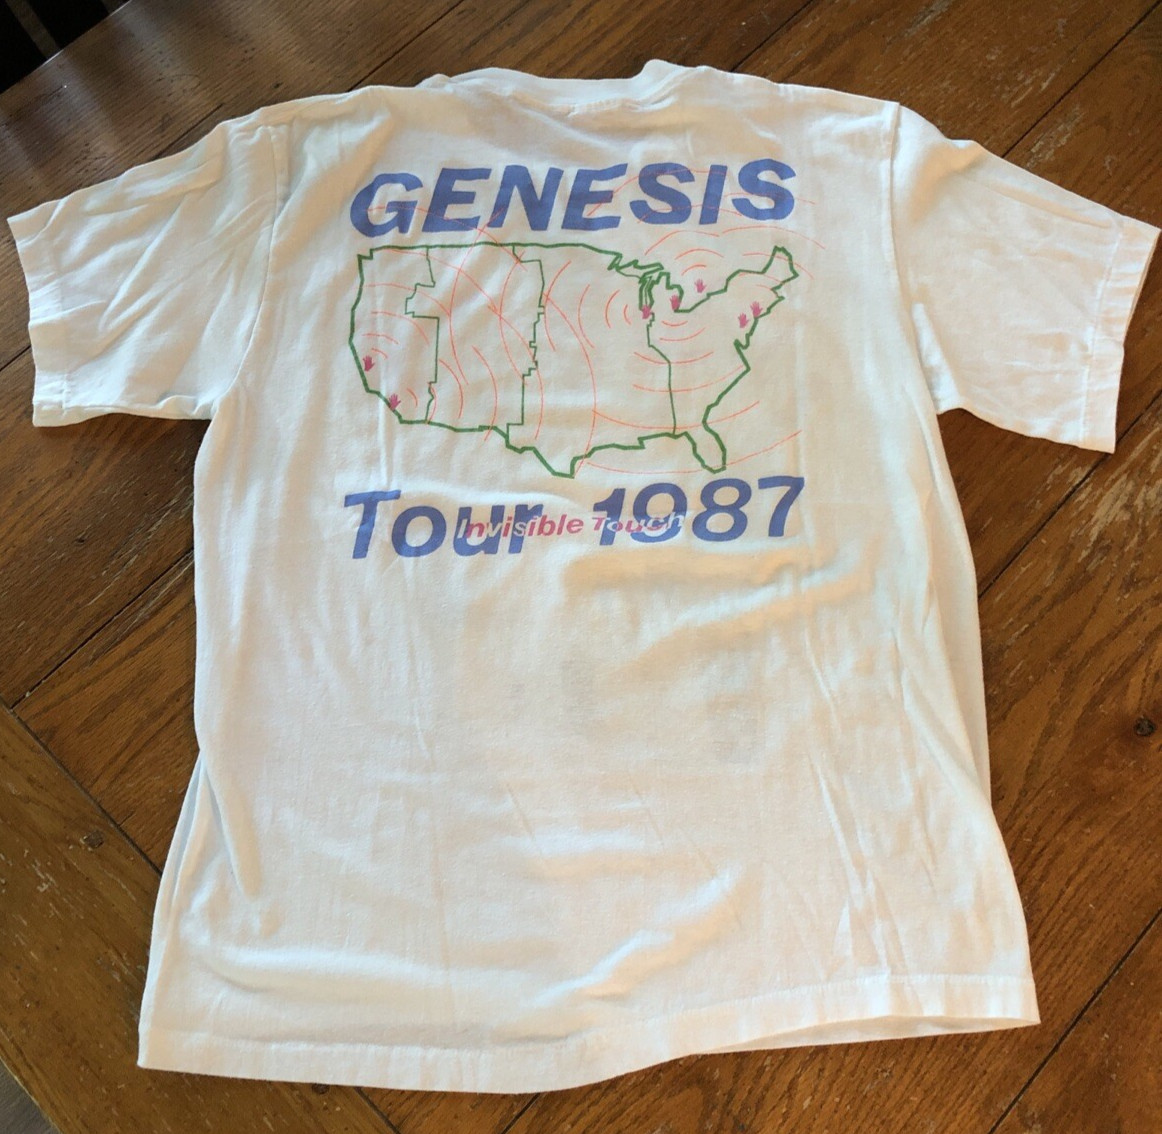 GENESIS
Tour 1987
Invisible Touch